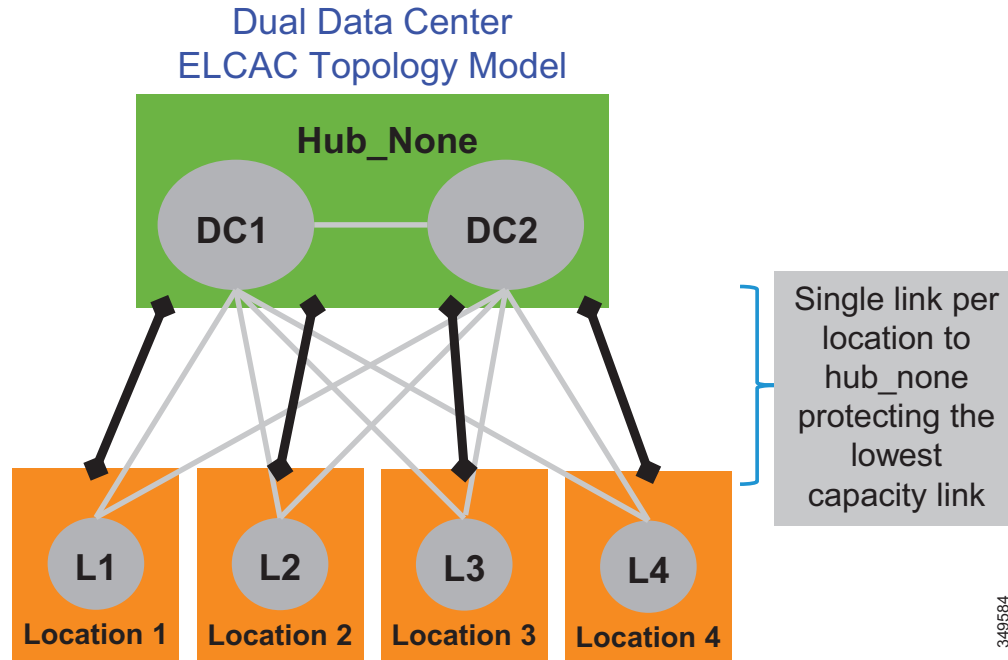 Dual Data Center
ELCAC Topology Model
Hub_None
DC1
DC2
Single link per
location to
hub_none
protecting the
lowest
capacity link
L1
L2
L3
L4
Location 1
Location 2
Location 3
Location 4
349584